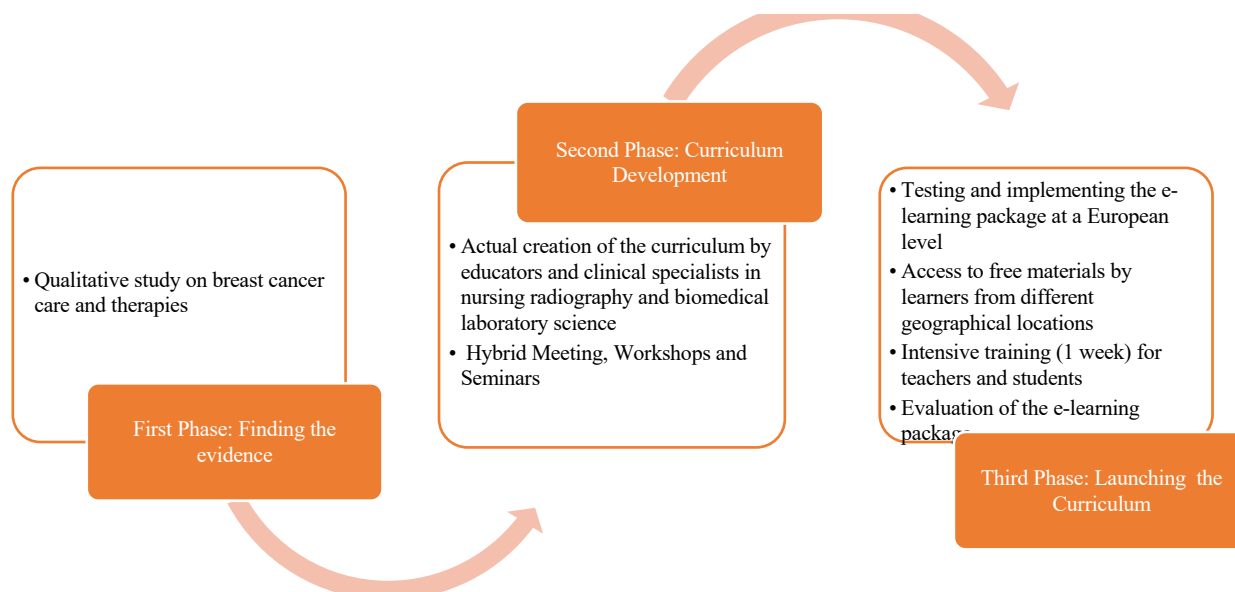 • Qualitative study on breast cancer
care and therapies
First Phase: Finding the
evidence
Second Phase: Curriculum
Development
• Actual creation of the curriculum by
educators and clinical specialists in
nursing radiography and biomedical
laboratory science
• Hybrid Meeting, Workshops and
Seminars
• Testing and implementing the e-
learning package at a European
level
• Access to free materials by
learners from different
geographical locations
• Intensive training (1 week) for
teachers and students
• Evaluation of the e-learning
package
Third Phase: Launching the
Curriculum